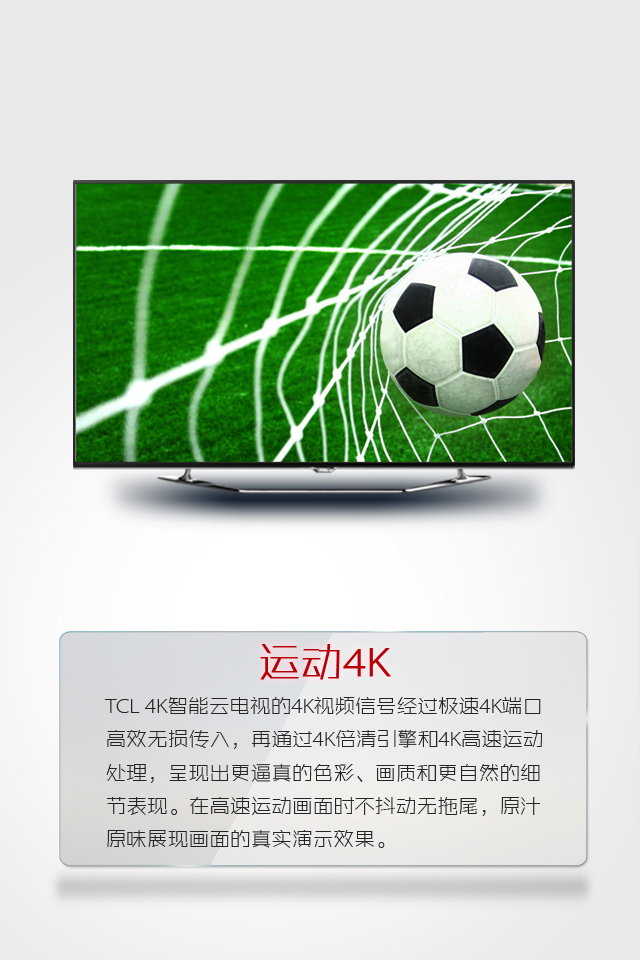 运动4K
TCL 4K智能云电视的4K视频信号经过极速4K端口
高效无损传入，再通过4K倍清引擎和4K高速运动
处理，呈现出更逼真的色彩、画质和更自然的细
节表现。在高速运动画面时不抖动无拖尾，原汁
原味展现画面的真实演示效果。